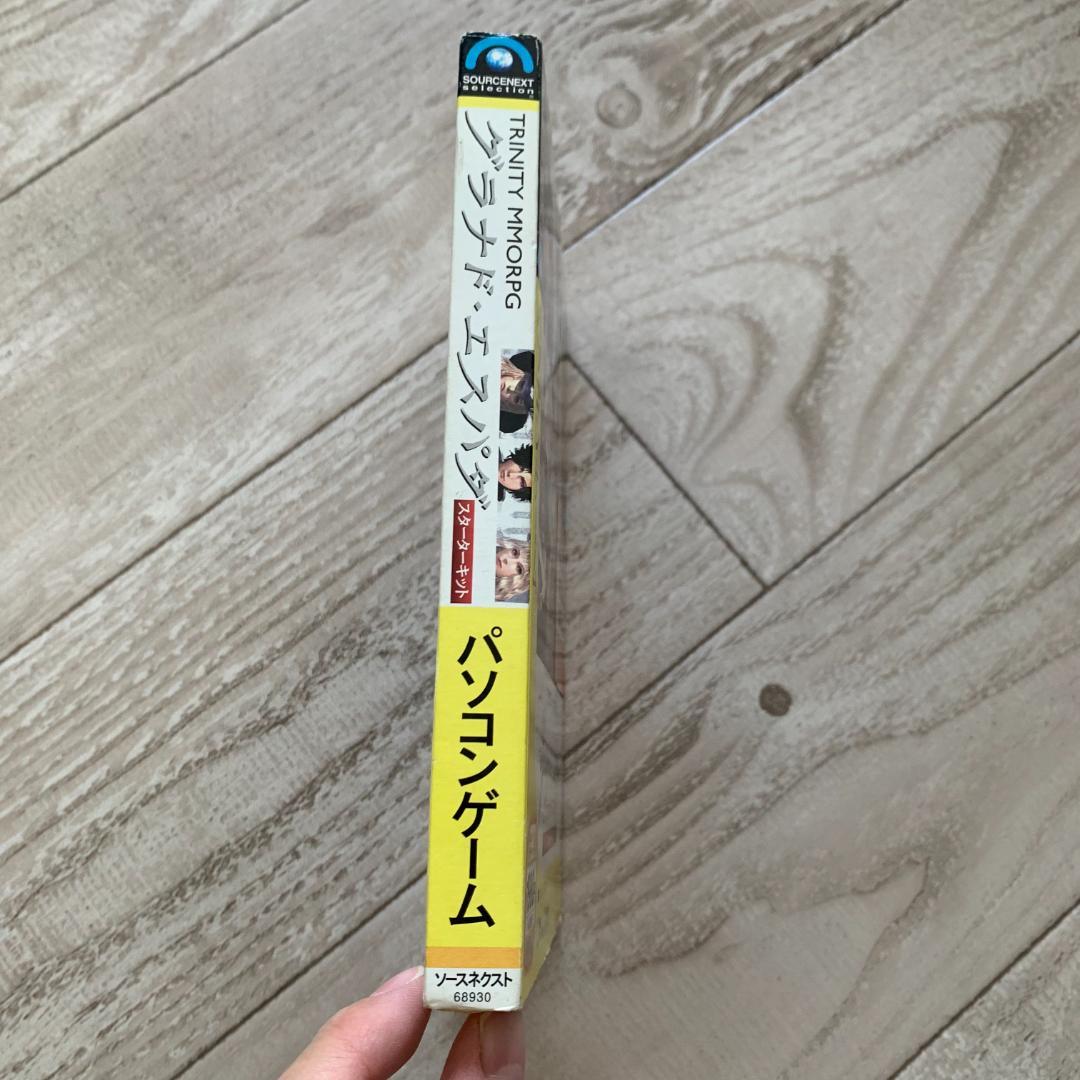 SOURCENEXT
selection
TRINITY MMORPG
グラナド・エスパダ
スターターキット
パソコンゲーム
ソースネクスト
68930